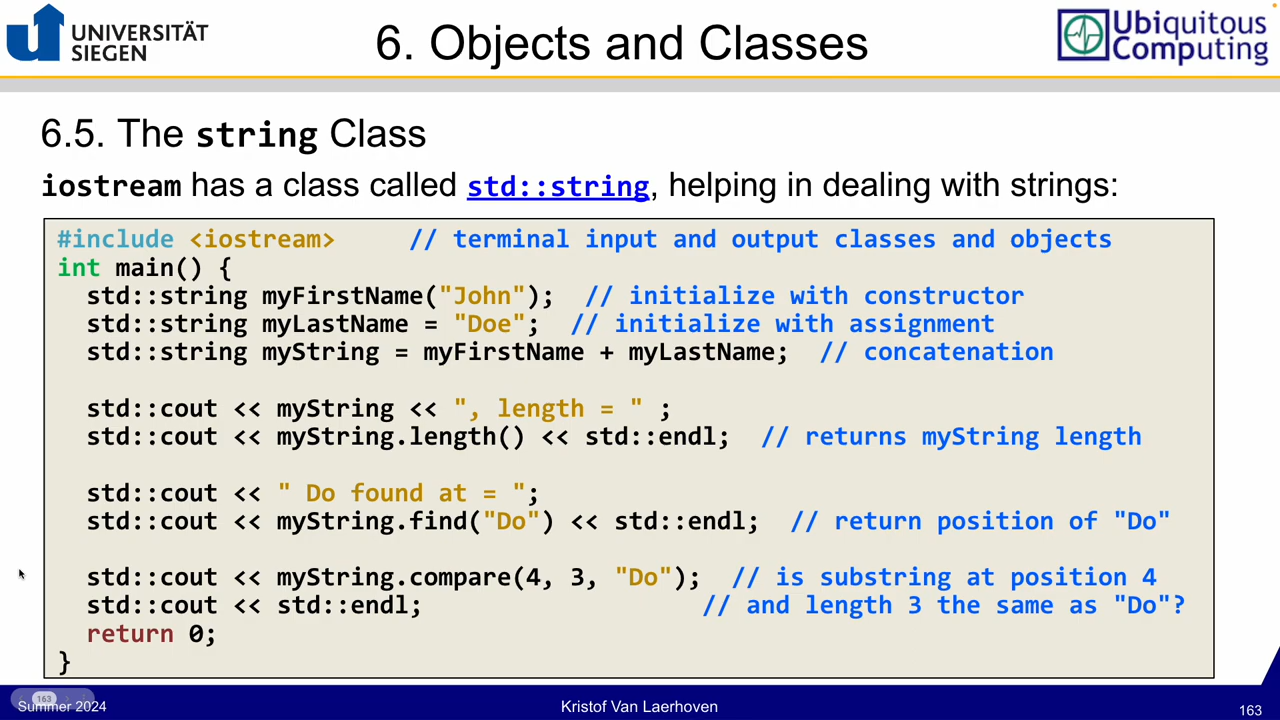 UNIVERSITÄT
SIEGEN
6. Objects and Classes
Ubiquitous
Computing
6.5. The string Class
iostream has a class called std::string, helping in dealing with strings:
#include <iostream>     // terminal input and output classes and objects
int main() {
  std::string myFirstName("John");  // initialize with constructor
  std::string myLastName = "Doe";  // initialize with assignment
  std::string myString = myFirstName + myLastName;  // concatenation
  std::cout << myString << ", length = " ;
  std::cout << myString.length() << std::endl;  // returns myString length
  std::cout << " Do found at = ";
  std::cout << myString.find("Do") << std::endl;  // return position of "Do"
  std::cout << myString.compare(4, 3, "Do");  // is substring at position 4
  std::cout << std::endl;                   // and length 3 the same as "Do"?
  return 0;
}
163
Summer 2024
Kristof Van Laerhoven
163